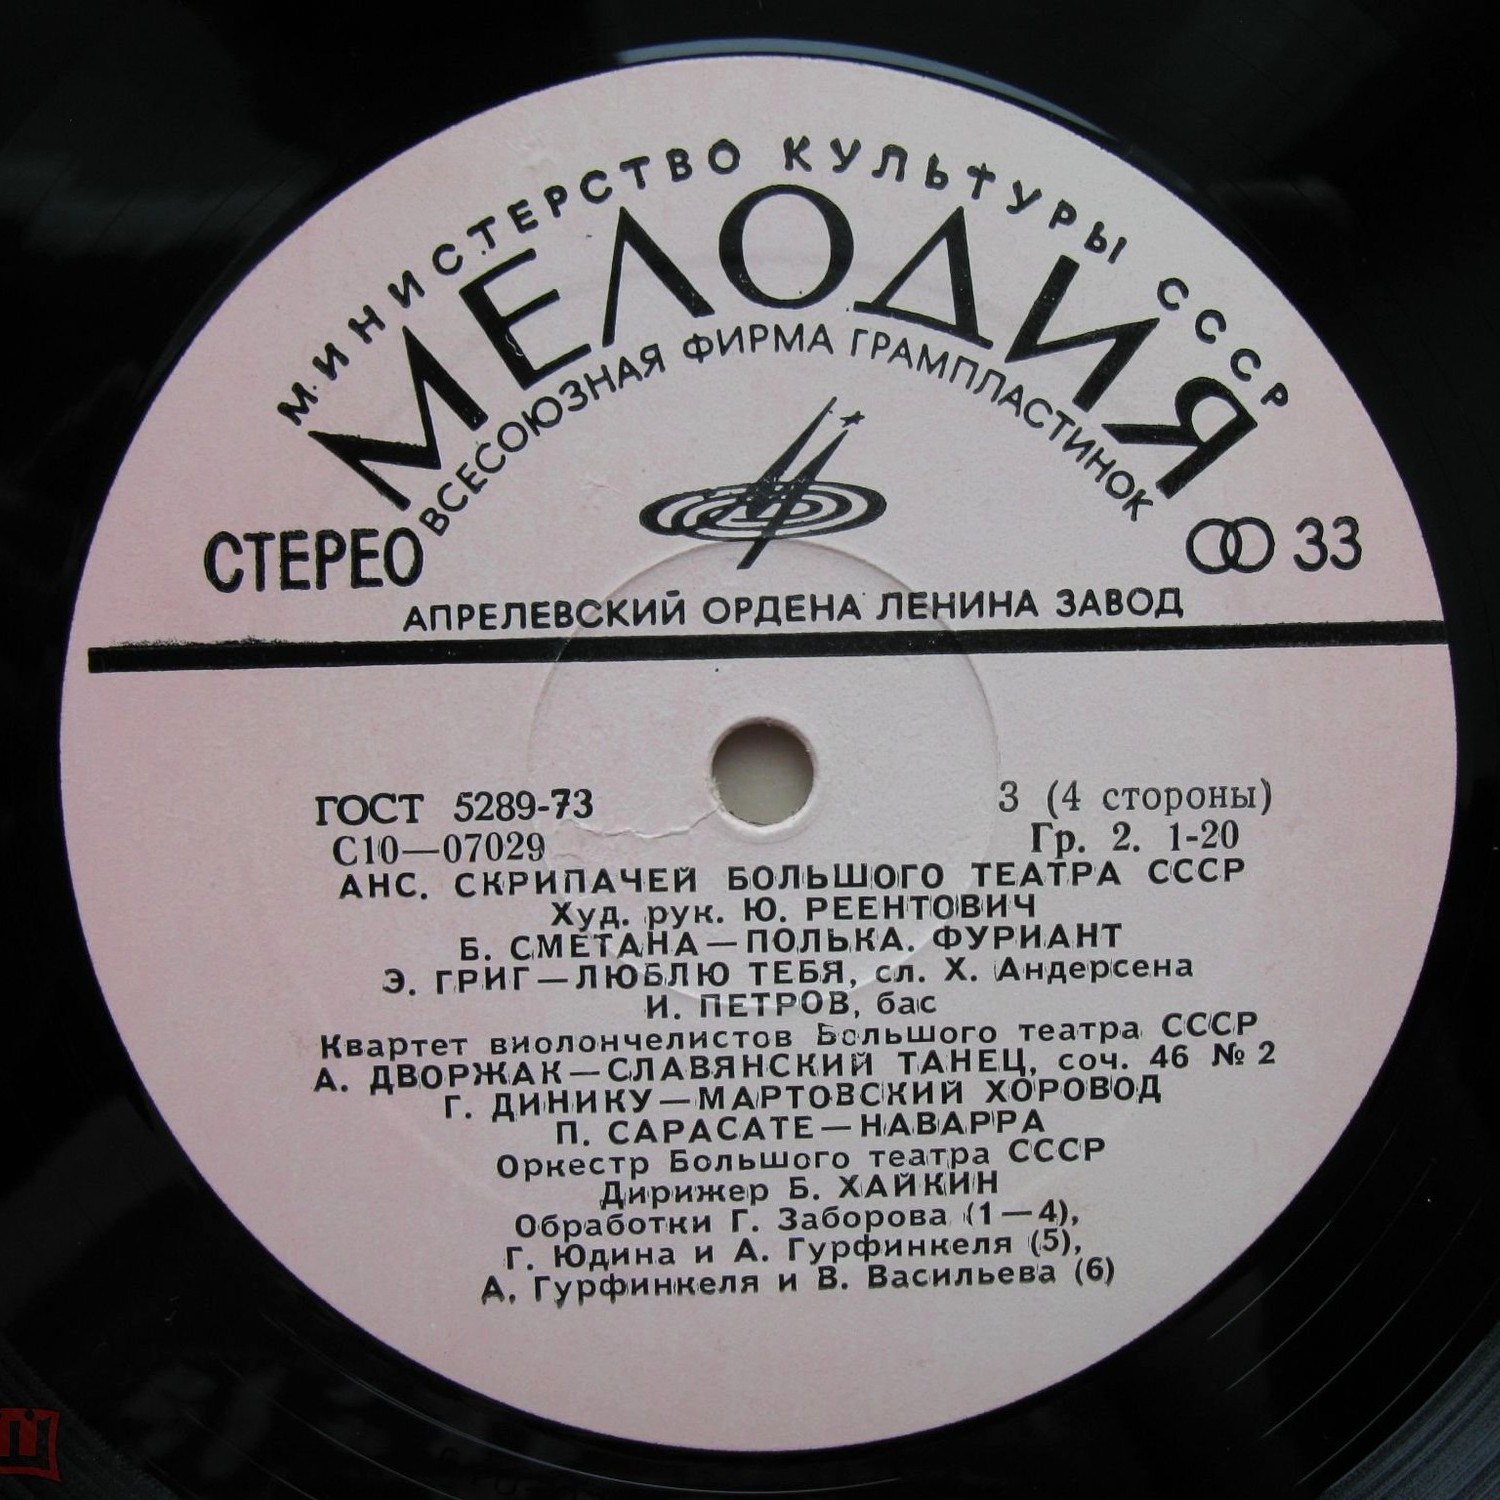 МИНИСТЕРСТВО КУЛЬТУРЫ СССР
МЕЛОДИЯ
ВСЕСОЮЗНАЯ ФИРМА ГРАМПЛАСТИНОК
СТЕРЕО
33
АПРЕЛЕВСКИЙ ОРДЕНА ЛЕНИНА ЗАВОД
ГОСТ 5289-73
3 (4 стороны)
С10—07029
Гр. 2. 1-20
АНС. СКРИПАЧЕЙ БОЛЬШОГО ТЕАТРА СССР
Худ. рук. Ю. РЕЕНТОВИЧ
Б. СМЕТАНА—ПОЛЬКА. ФУРИАНТ
Э. ГРИГ—ЛЮБЛЮ ТЕБЯ, сл. Х. Андерсена
И. ПЕТРОВ, бас
Квартет виолончелистов Большого театра СССР
А. ДВОРЖАК—СЛАВЯНСКИЙ ТАНЕЦ, соч. 46 № 2
Г. ДИНИКУ—МАРТОВСКИЙ ХОРОВОД
П. САРАСАТЕ—НАВАРРА
Оркестр Большого театра СССР
Дирижер Б. ХАЙКИН
Обработки Г. Заборова (1—4),
Г. Юдина и А. Гурфинкеля (5),
А. Гурфинкеля и В. Васильева (6)